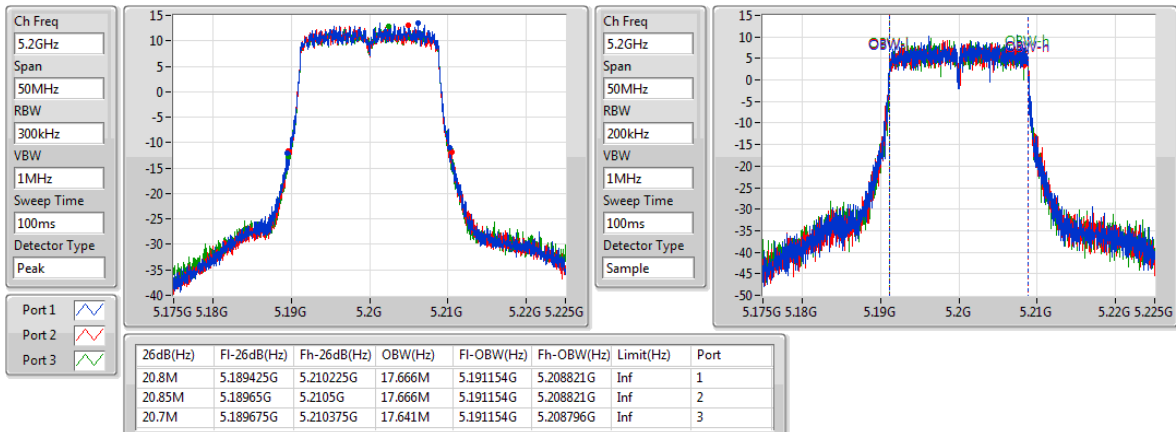 Ch Freq
5.2GHz
Span
50MHz
RBW
300kHz
VBW
1MHz
Sweep Time
100ms
Detector Type
Peak
15
10
5
0
-5
-10
-15
-20
-25
-30
-35
-40
5.175G 5.18G 5.19G 5.2G 5.21G 5.22G 5.225G
Ch Freq
5.2GHz
Span
50MHz
RBW
200kHz
VBW
1MHz
Sweep Time
100ms
Detector Type
Sample
15
10
5
0
-5
-10
-15
-20
-25
-30
-35
-40
-45
-50
OBW-h
5.175G 5.18G 5.19G 5.2G 5.21G 5.22G 5.225G
Port 1
Port 2
Port 3
26dB(Hz) Fl-26dB(Hz) Fh-26dB(Hz) OBW(Hz) Fl-OBW(Hz) Fh-OBW(Hz) Limit(Hz) Port
20.8M 5.189425G 5.210225G 17.666M 5.191154G 5.208821G Inf 1
20.85M 5.18965G 5.2105G 17.666M 5.191154G 5.208821G Inf 2
20.7M 5.189675G 5.210375G 17.641M 5.191154G 5.208796G Inf 3